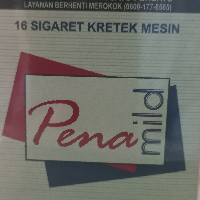 LAYANAN BERHENTI MEROKOK (0800-177-6565)
16 SIGARET KRETEK MESIN
Pena
mild